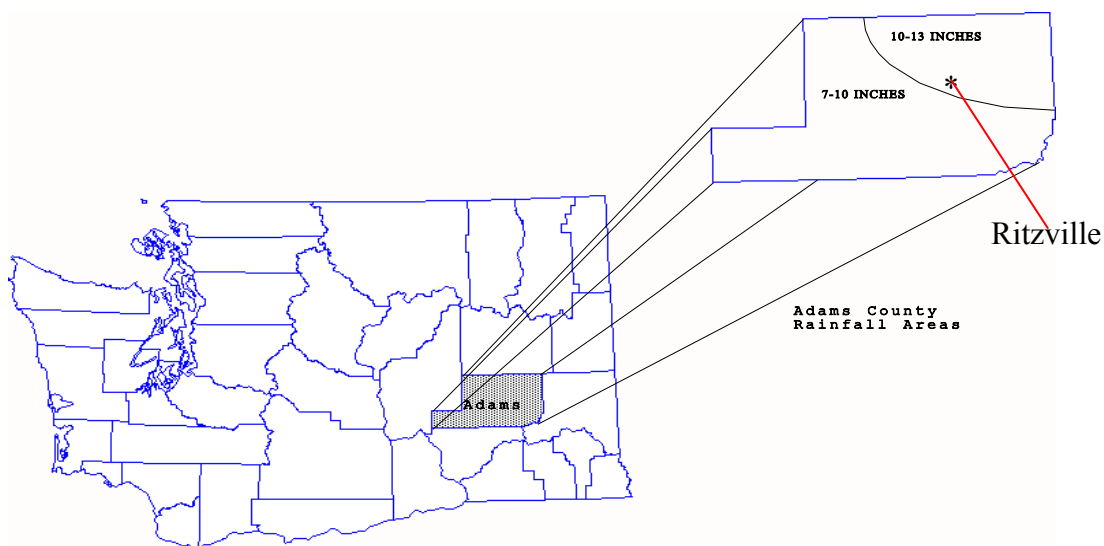 10-13 INCHES
7-10 INCHES
*
Ritzville
Adams County
Rainfall Areas
Adams